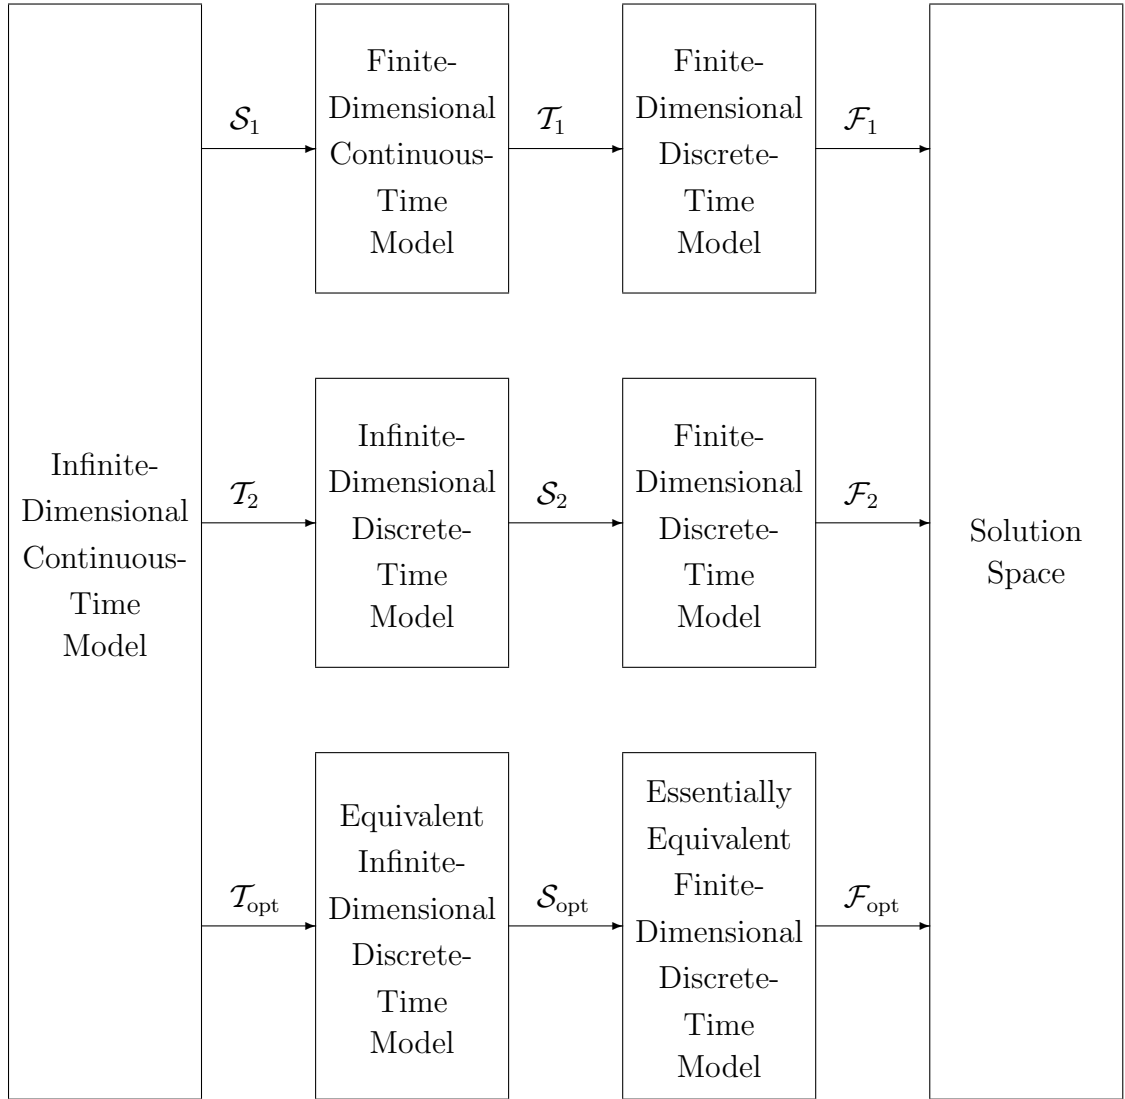 Infinite-
Dimensional
Continuous-
Time
Model
𝒮₁
Finite-
Dimensional
Continuous-
Time
Model
𝒯₁
Finite-
Dimensional
Discrete-
Time
Model
ℱ₁
𝒯₂
Infinite-
Dimensional
Discrete-
Time
Model
𝒮₂
Finite-
Dimensional
Discrete-
Time
Model
ℱ₂
𝒯opt
Equivalent
Infinite-
Dimensional
Discrete-
Time
Model
𝒮opt
Essentially
Equivalent
Finite-
Dimensional
Discrete-
Time
Model
ℱopt
Solution
Space